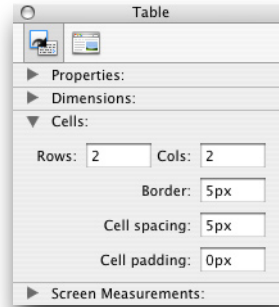 Table
Properties:
Dimensions:
Cells:
Rows: 2 Cols: 2
Border: 5px
Cell spacing: 5px
Cell padding: 0px
Screen Measurements: